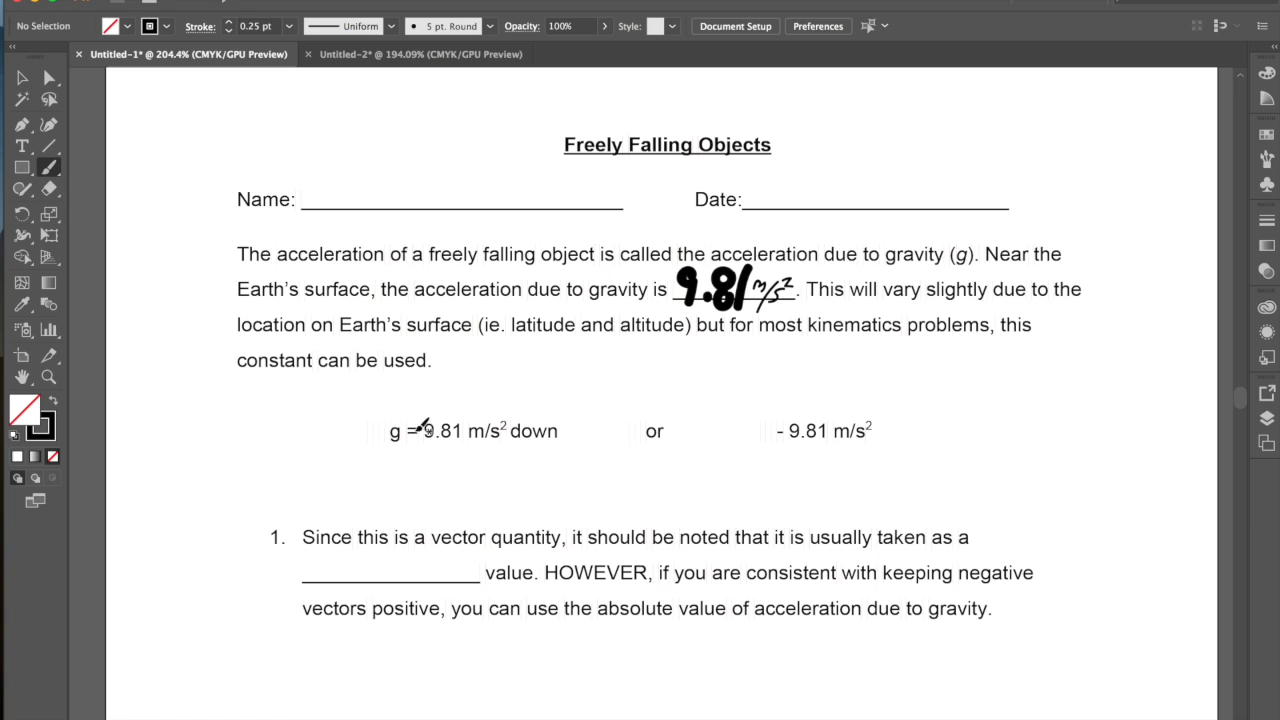 No Selection Stroke: 0.25 pt Uniform 5 pt. Round Opacity: 100% Style: Document Setup Preferences
× Untitled-1* @ 204.4% (CMYK/GPU Preview) × Untitled-2* @ 194.09% (CMYK/GPU Preview)
Freely Falling Objects
Name: Date:
The acceleration of a freely falling object is called the acceleration due to gravity (g). Near the
Earth's surface, the acceleration due to gravity is 9.81 m/s². This will vary slightly due to the
location on Earth's surface (ie. latitude and altitude) but for most kinematics problems, this
constant can be used.
g = 9.81 m/s² down or - 9.81 m/s²
1. Since this is a vector quantity, it should be noted that it is usually taken as a
value. HOWEVER, if you are consistent with keeping negative
vectors positive, you can use the absolute value of acceleration due to gravity.